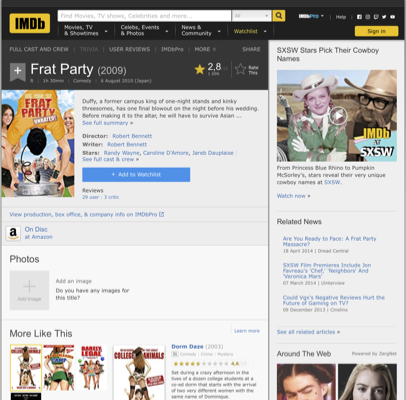 IMDb
Find Movies, TV shows, Celebrities and more...
All
IMDbPro
Help
Movies, TV
& Showtimes
Celebs, Events
& Photos
News &
Community
Watchlist
Sign in
FULL CAST AND CREW
TRIVIA
USER REVIEWS
IMDbPro
MORE
SHARE
Frat Party (2009)
1h 30min
Comedy
6 August 2010 (Japan)
2,8
Rate
This
FRAT
PARTY
UNRATED!
Duffy, a former campus king of one-night stands and kinky
threesomes, has one final blowout on the night before his wedding.
Before making it to the altar, he will have to survive Asian ...
See full summary »
Director: Robert Bennett
Writer: Robert Bennett
Stars: Randy Wayne, Caroline D'Amore, Jareb Dauplaise
See full cast & crew »
+ Add to Watchlist
Reviews
29 user 3 critic
View production, box office, & company info on IMDbPro
a
On Disc
at Amazon
Photos
Add Image
Add an image
Do you have any images for
this title?
Learn more
More Like This
COLLEGE
ANIMALS
BARELY
LEGAL
COLLEGE
ANIMALS
Dorm Daze (2003)
Comedy
Crime
Mystery
Set during a crazy afternoon in
the lives of a dozen students at
a co-ed dorm that starts with the
arrival of two very different
women with the same name of Dominique.
SXSW Stars Pick Their Cowboy
Names
IMDb
at
SXSW
From Princess Blue Rhino to Pumpkin
McSorley's, stars reveal their very unique
cowboy names at SXSW.
Watch now »
Related News
Are You Ready to Face: A Frat Party
Massacre?
16 April 2014 | Dread Central
SXSW Film Premieres Include Jon
Favreau's 'Chef,' 'Neighbors' And
'Veronica Mars'
07 March 2014
Could Vgx's Negative Reviews Hurt the
Future of Gaming on TV?
09 December 2013
See all related articles »
Around The Web
Powered by ZergNet